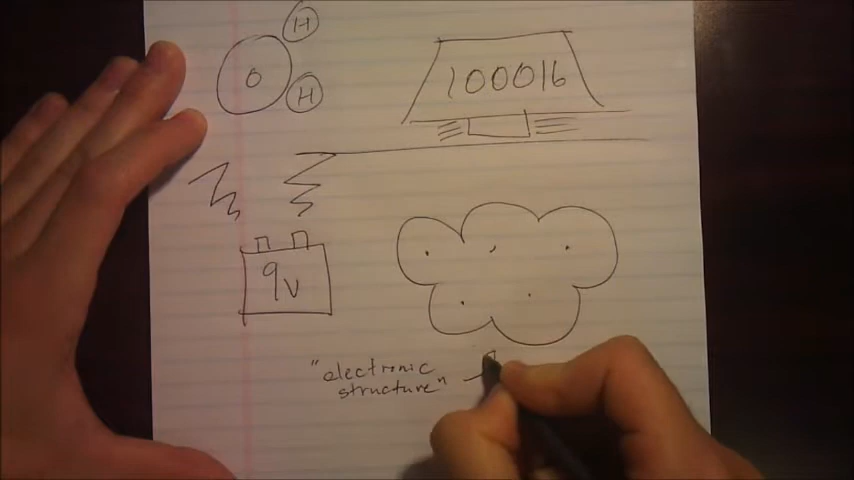 H
O
H
100016
9v
"electronic
structure"